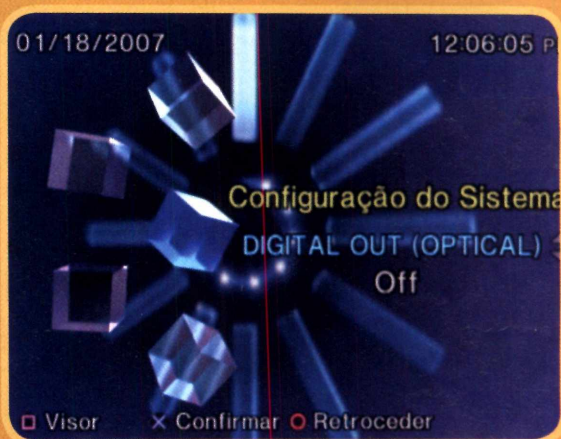 01/18/2007 12:06:05 P
Configuração do Sistema
DIGITAL OUT (OPTICAL)
Off
Visor Confirmar Retroceder